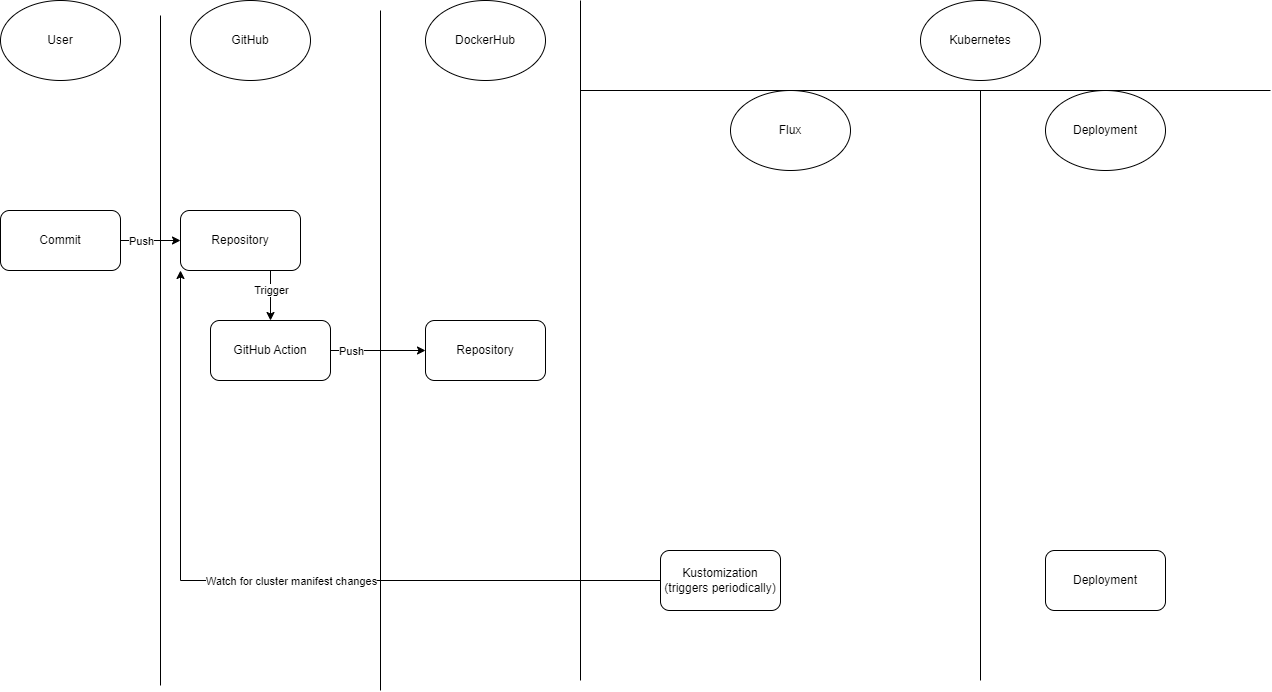 User
GitHub
DockerHub
Kubernetes
Flux
Deployment
Commit
Push
Repository
Trigger
GitHub Action
Push
Repository
Watch for cluster manifest changes
Kustomization
(triggers periodically)
Deployment